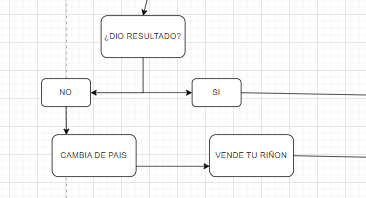 ¿DIO RESULTADO?
NO
SI
CAMBIA DE PAIS
VENDE TU RIÑON